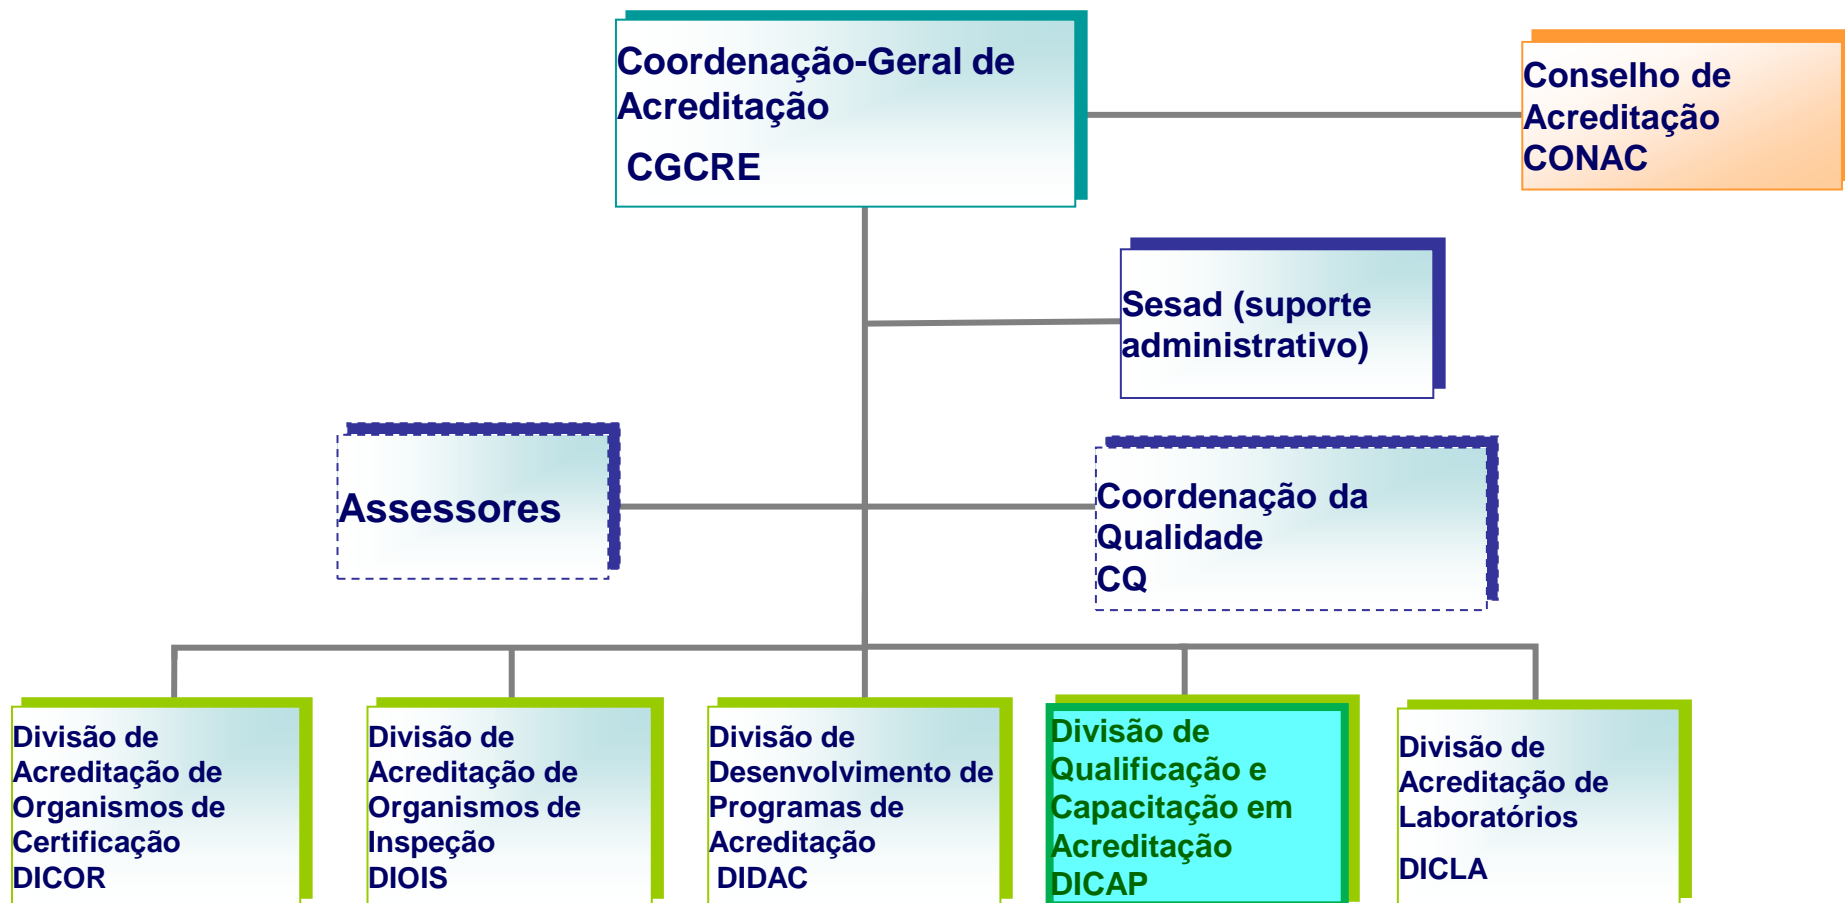 Coordenação-Geral de
Acreditação
CGCRE
Conselho de
Acreditação
CONAC
Sesad (suporte
administrativo)
Assessores
Coordenação da
Qualidade
CQ
Divisão de
Acreditação de
Organismos de
Certificação
DICOR
Divisão de
Acreditação de
Organismos de
Inspeção
DIOIS
Divisão de
Desenvolvimento de
Programas de
Acreditação
DIDAC
Divisão de
Qualificação e
Capacitação em
Acreditação
DICAP
Divisão de
Acreditação de
Laboratórios
DICLA